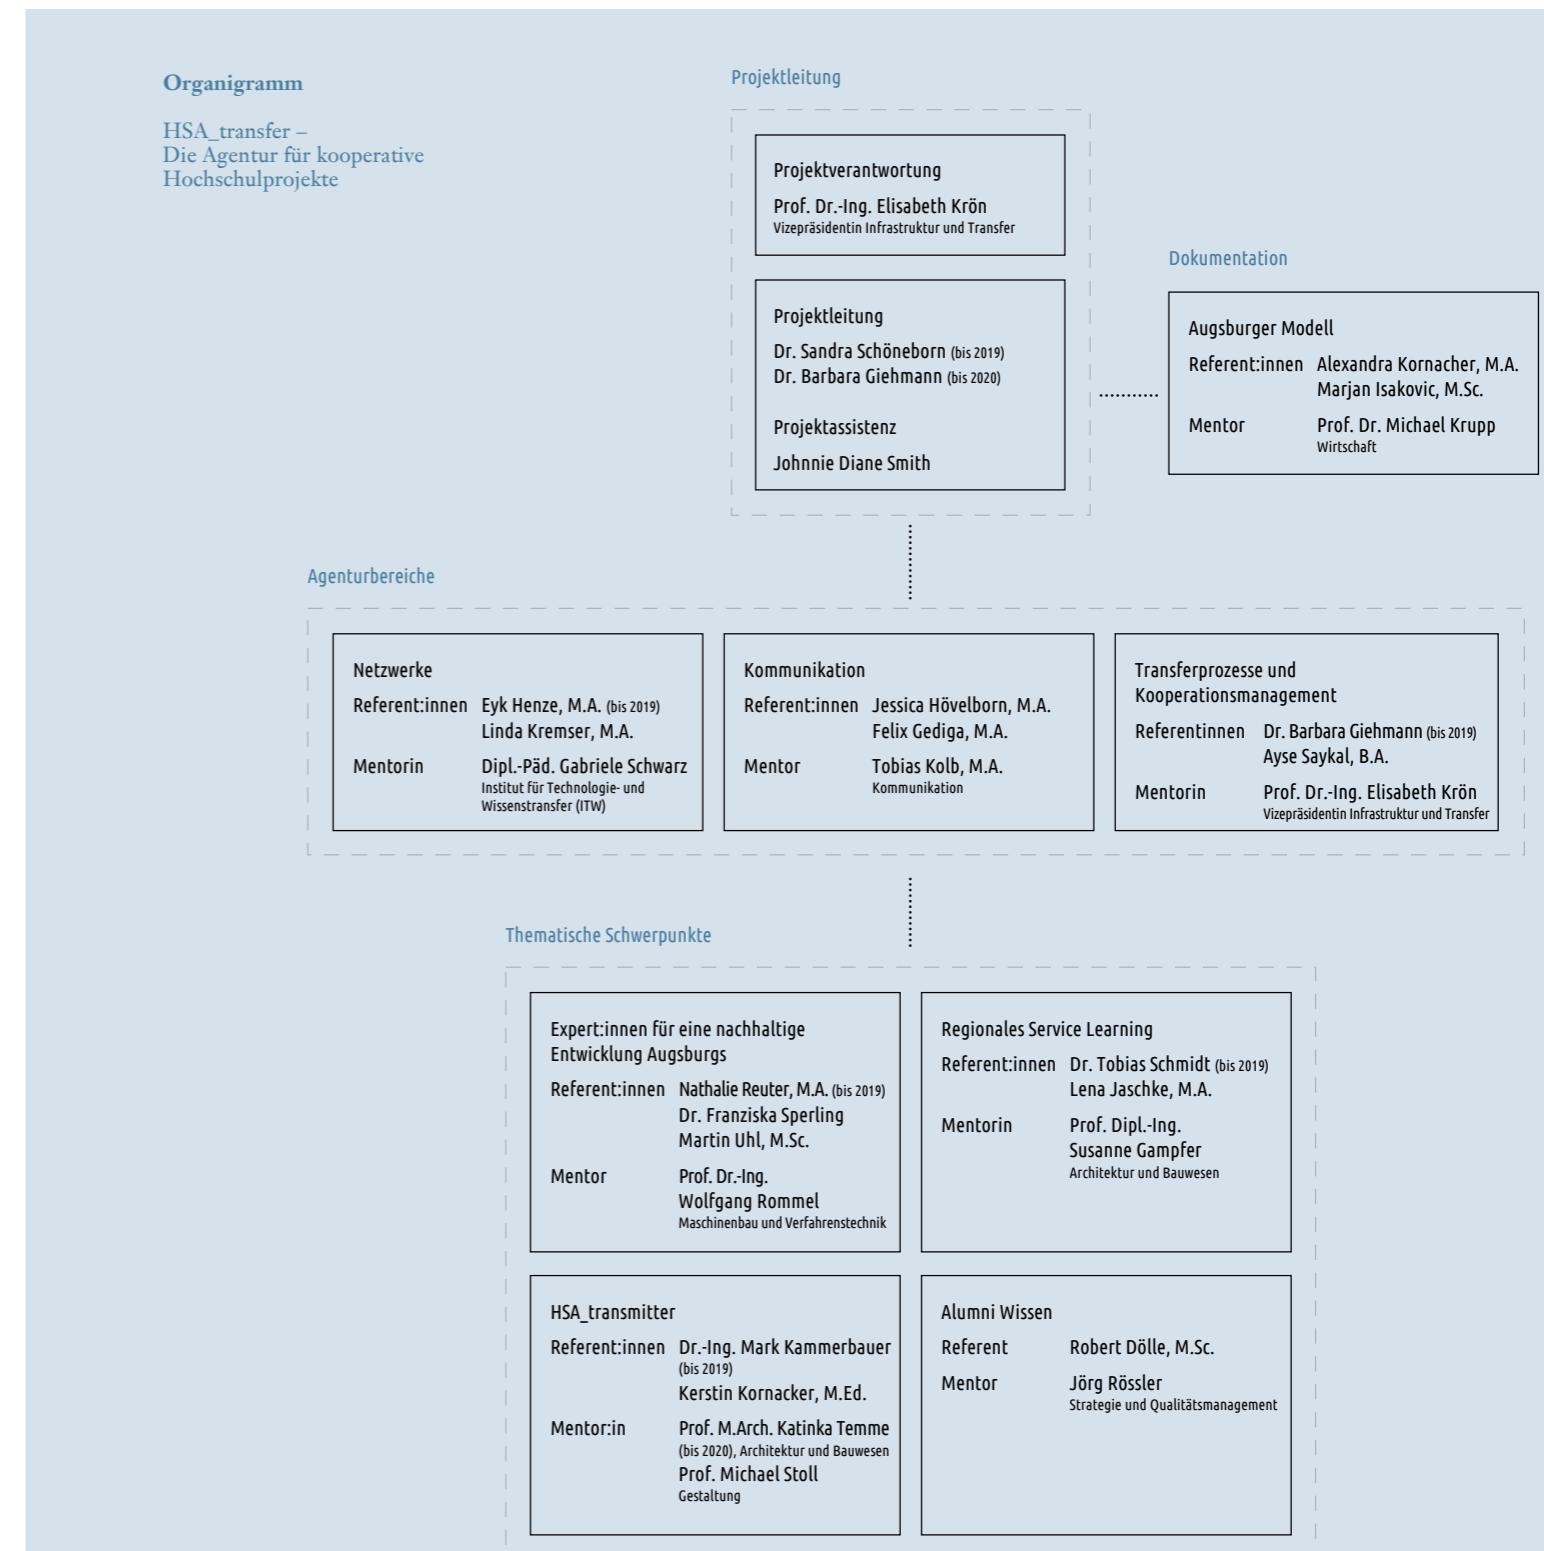 Organigramm
HSA_transfer –
Die Agentur für kooperative
Hochschulprojekte
Projektleitung
Projektverantwortung
Prof. Dr.-Ing. Elisabeth Krön
Vizepräsidentin Infrastruktur und Transfer
Projektleitung
Dr. Sandra Schöneborn (bis 2019)
Dr. Barbara Giehmann (bis 2020)
Projektassistenz
Johnnie Diane Smith
Dokumentation
Augsburger Modell
Referent:innen Alexandra Kornacher, M.A.
Marjan Isakovic, M.Sc.
Mentor Prof. Dr. Michael Krupp
Wirtschaft
Agenturbereiche
Netzwerke
Referent:innen Eyk Henze, M.A. (bis 2019)
Linda Kremser, M.A.
Mentorin Dipl.-Päd. Gabriele Schwarz
Institut für Technologie- und
Wissenstransfer (ITW)
Kommunikation
Referent:innen Jessica Hövelborn, M.A.
Felix Gediga, M.A.
Mentor Tobias Kolb, M.A.
Kommunikation
Transferprozesse und
Kooperationsmanagement
Referentinnen Dr. Barbara Giehmann (bis 2019)
Ayse Saykal, B.A.
Mentorin Prof. Dr.-Ing. Elisabeth Krön
Vizepräsidentin Infrastruktur und Transfer
Thematische Schwerpunkte
Expert:innen für eine nachhaltige
Entwicklung Augsburgs
Referent:innen Nathalie Reuter, M.A. (bis 2019)
Dr. Franziska Sperling
Martin Uhl, M.Sc.
Mentor Prof. Dr.-Ing.
Wolfgang Rommel
Maschinenbau und Verfahrenstechnik
Regionales Service Learning
Referent:innen Dr. Tobias Schmidt (bis 2019)
Lena Jaschke, M.A.
Mentorin Prof. Dipl.-Ing.
Susanne Gampfer
Architektur und Bauwesen
HSA_transmitter
Referent:innen Dr.-Ing. Mark Kammerbauer
(bis 2019)
Kerstin Kornacker, M.Ed.
Mentor:in Prof. M.Arch. Katinka Temme
(bis 2020), Architektur und Bauwesen
Prof. Michael Stoll
Gestaltung
Alumni Wissen
Referent Robert Dölle, M.Sc.
Mentor Jörg Rössler
Strategie und Qualitätsmanagement